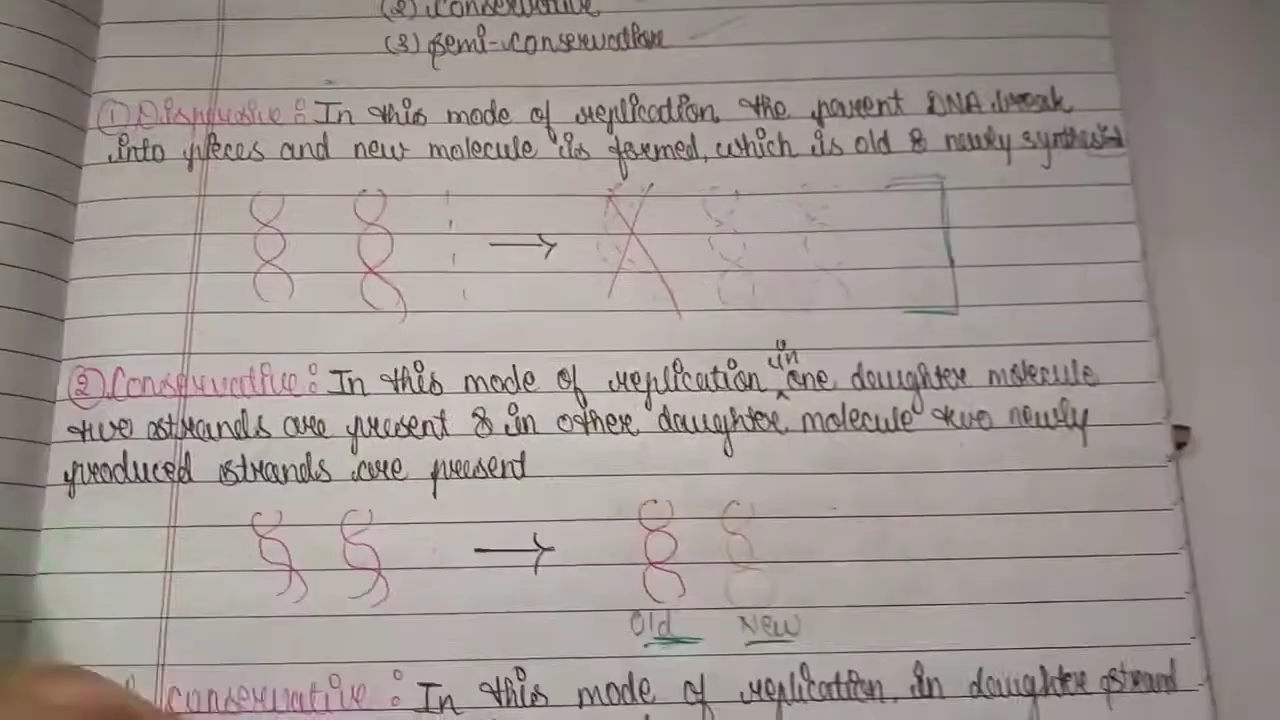 (2) Conservative
(3) Semi-conservation
① Dispersive : In this mode of replication the parent DNA break
into pieces and new molecule is formed, which is old & newly synthesis
② Conservative : In this mode of replication in one daughter molecule
two strands are present & in other daughter molecule two newly
produced strands are present
Old New
conservative : In this mode of replication in daughter strand